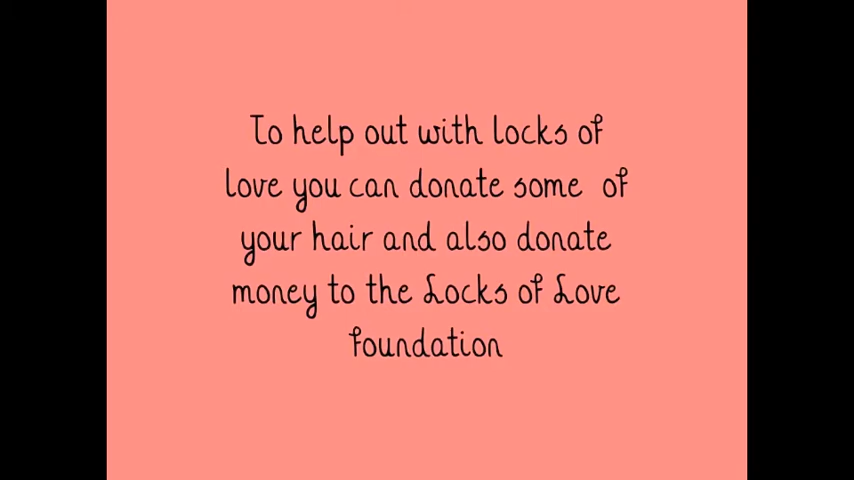 To help out with locks of
love you can donate some of
your hair and also donate
money to the Locks of Love
foundation